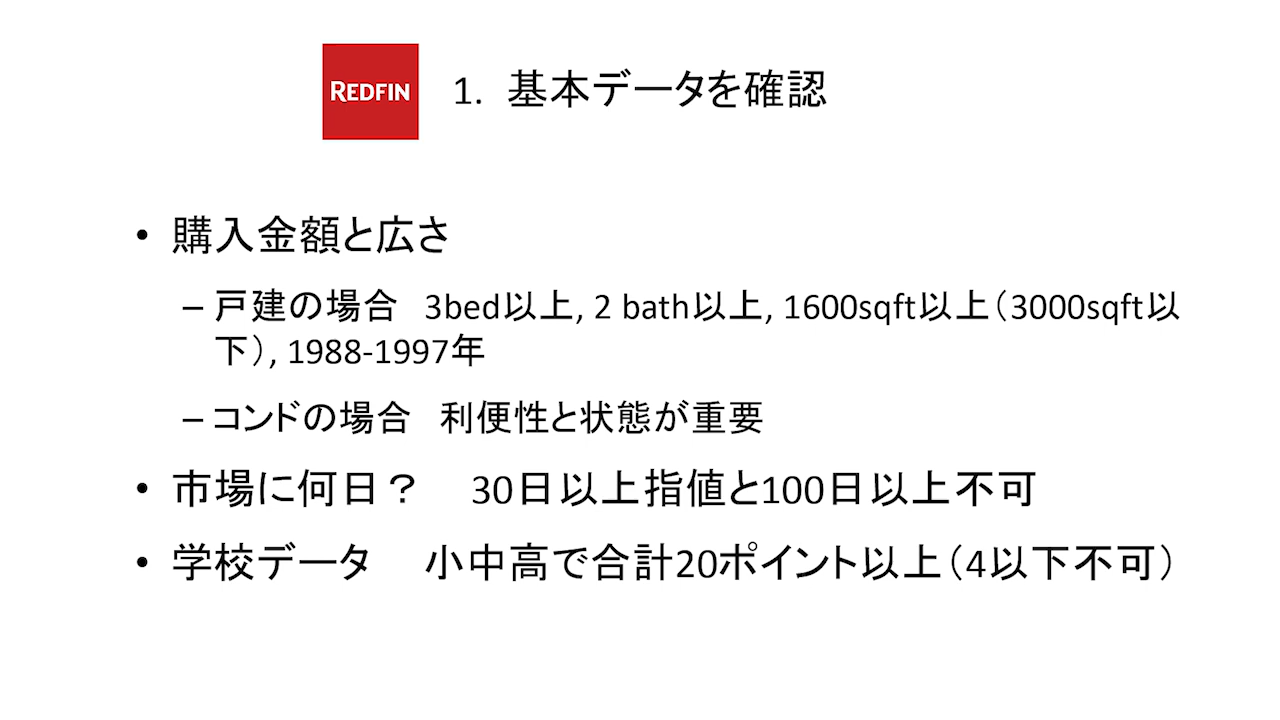 REDFIN
1. 基本データを確認
• 購入金額と広さ
– 戸建の場合 3bed以上, 2 bath以上, 1600sqft以上（3000sqft以
下）, 1988-1997年
– コンドの場合 利便性と状態が重要
• 市場に何日？ 30日以上指値と100日以上不可
• 学校データ 小中高で合計20ポイント以上（4以下不可）